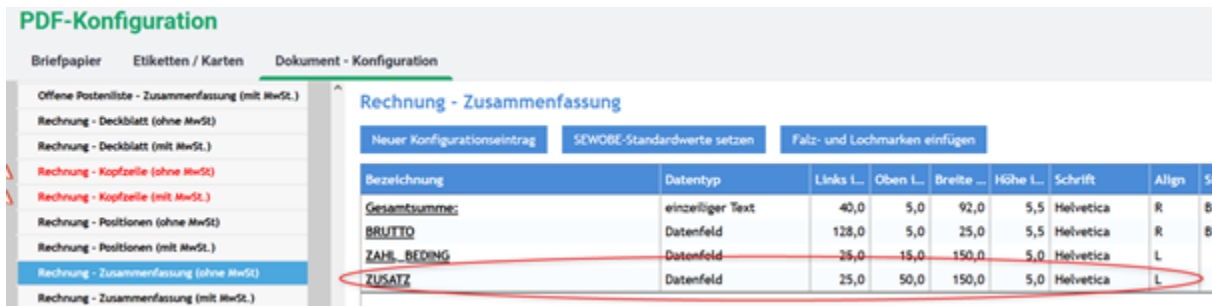 PDF-Konfiguration
Briefpapier Etiketten / Karten Dokument - Konfiguration
Offene Postenliste - Zusammenfassung (mit MwSt.)
Rechnung - Deckblatt (ohne MwSt)
Rechnung - Deckblatt (mit MwSt.)
Rechnung - Kopfzeile (ohne MwSt)
Rechnung - Kopfzeile (mit MwSt.)
Rechnung - Positionen (ohne MwSt)
Rechnung - Positionen (mit MwSt.)
Rechnung - Zusammenfassung (ohne MwSt)
Rechnung - Zusammenfassung (mit MwSt.)
Rechnung - Zusammenfassung
Neuer Konfigurationseintrag SEWOBE-Standardwerte setzen Falz- und Lochmarken einfügen
Bezeichnung Datentyp Links i... Oben i... Breite ... Höhe i... Schrift Align S
Gesamtsumme: einzeiliger Text 40,0 5,0 92,0 5,5 Helvetica R B
BRUTTO Datenfeld 128,0 5,0 25,0 5,5 Helvetica R B
ZAHL_BEDING Datenfeld 25,0 15,0 150,0 5,0 Helvetica L
ZUSATZ Datenfeld 25,0 50,0 150,0 5,0 Helvetica L